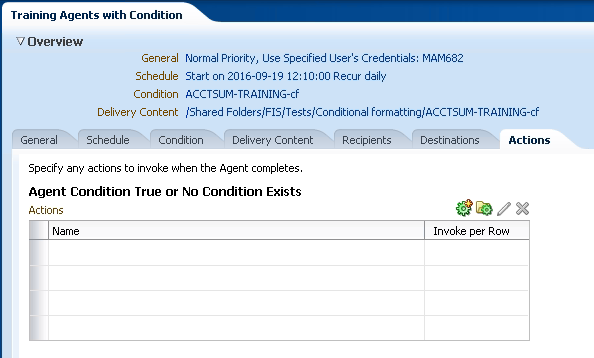 Training Agents with Condition
Overview
General Normal Priority, Use Specified User's Credentials: MAM682
Schedule Start on 2016-09-19 12:10:00 Recur daily
Condition ACCTSUM-TRAINING-cf
Delivery Content /Shared Folders/FIS/Tests/Conditional formatting/ACCTSUM-TRAINING-cf
General Schedule Condition Delivery Content Recipients Destinations Actions
Specify any actions to invoke when the Agent completes.
Agent Condition True or No Condition Exists
Actions
Name Invoke per Row